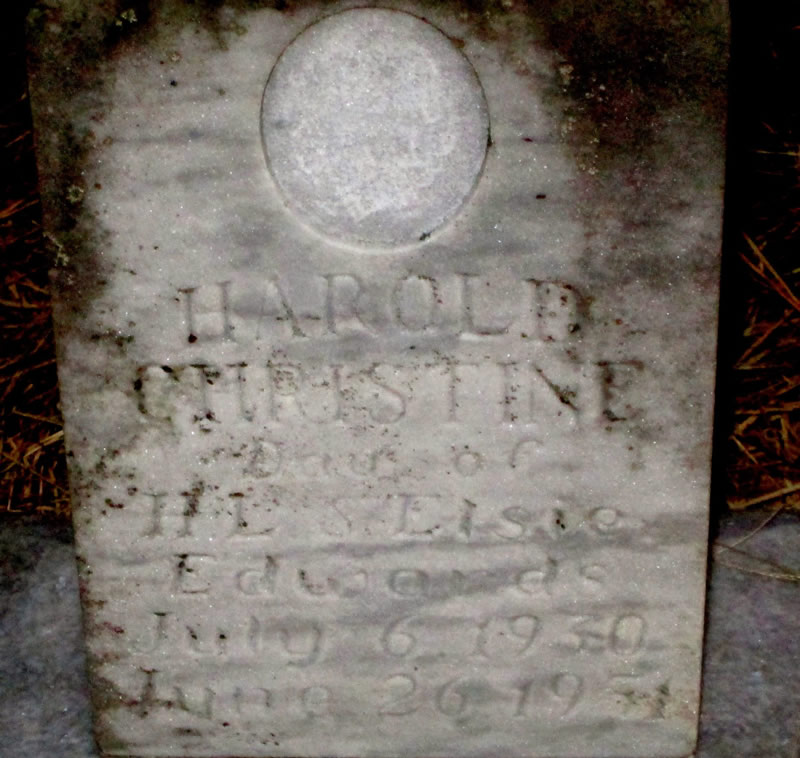 HAROLD
CHRISTINE
Dau of
H L & Elsie
Edwards
July 6 1930
June 26 1931